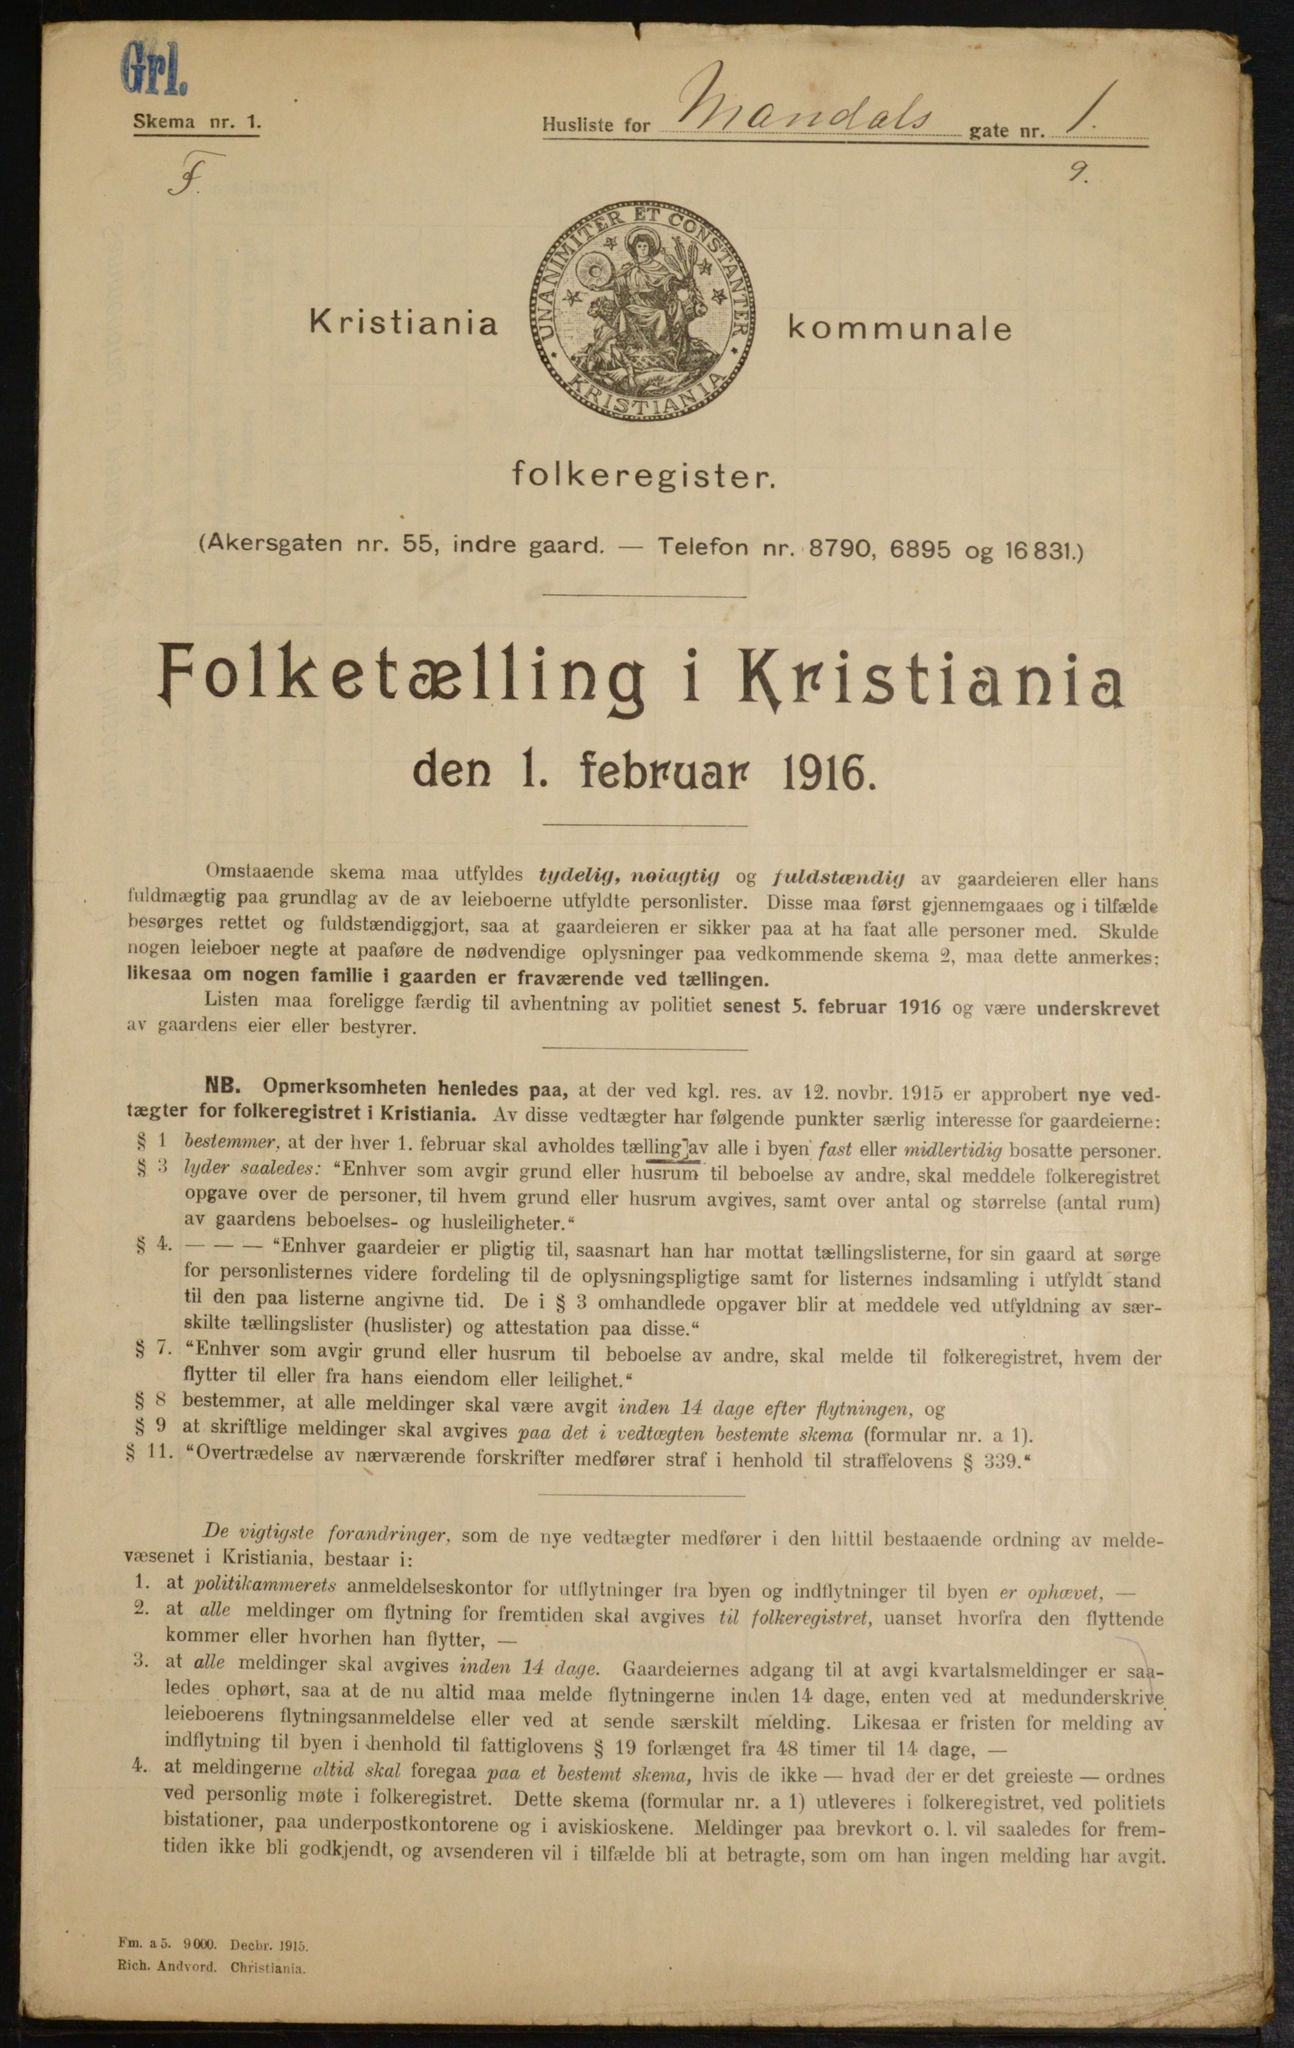 Grl.
Skema nr. 1.
Husliste for Mandals gate nr. 1.
F.
9.
UNANIMITER ET CONSTANTER
KRISTIANIA
Kristiania kommunale
folkeregister.
(Akersgaten nr. 55, indre gaard. — Telefon nr. 8790, 6895 og 16831.)
Folketælling i Kristiania
den 1. februar 1916.
Omstaaende skema maa utfyldes tydelig, nøiagtig og fuldstændig av gaardeieren eller hans
fuldmægtig paa grundlag av de av leieboerne utfyldte personlister. Disse maa først gjennemgaaes og i tilfælde
besørges rettet og fuldstændiggjort, saa at gaardeieren er sikker paa at ha faat alle personer med. Skulde
nogen leieboer negte at paaføre de nødvendige oplysninger paa vedkommende skema 2, maa dette anmerkes;
likesaa om nogen familie i gaarden er fraværende ved tællingen.
Listen maa foreligge færdig til avhentning av politiet senest 5. februar 1916 og være underskrevet
av gaardens eier eller bestyrer.
NB. Opmerksomheten henledes paa, at der ved kgl. res. av 12. novbr. 1915 er approbert nye ved-
tægter for folkeregistret i Kristiania. Av disse vedtægter har følgende punkter særlig interesse for gaardeierne:
§ 1 bestemmer, at der hver 1. februar skal avholdes tælling av alle i byen fast eller midlertidig bosatte personer.
§ 3 lyder saaledes: "Enhver som avgir grund eller husrum til beboelse av andre, skal meddele folkeregistret
opgave over de personer, til hvem grund eller husrum avgives, samt over antal og størrelse (antal rum)
av gaardens beboelses- og husleiligheter."
§ 4. — — — "Enhver gaardeier er pligtig til, saasnart han har mottat tællingslisterne, for sin gaard at sørge
for personlisternes videre fordeling til de oplysningspligtige samt for listernes indsamling i utfyldt stand
til den paa listerne angivne tid. De i § 3 omhandlede opgaver blir at meddele ved utfyldning av sær-
skilte tællingslister (huslister) og attestation paa disse."
§ 7. "Enhver som avgir grund eller husrum til beboelse av andre, skal melde til folkeregistret, hvem der
flytter til eller fra hans eiendom eller leilighet."
§ 8 bestemmer, at alle meldinger skal være avgit inden 14 dage efter flytningen, og
§ 9 at skriftlige meldinger skal avgives paa det i vedtægten bestemte skema (formular nr. a 1).
§ 11. "Overtrædelse av nærværende forskrifter medfører straf i henhold til straffelovens § 339."
De vigtigste forandringer, som de nye vedtægter medfører i den hittil bestaaende ordning av melde-
væsenet i Kristiania, bestaar i:
1. at politikammerets anmeldelseskontor for utflytninger fra byen og indflytninger til byen er ophævet, —
2. at alle meldinger om flytning for fremtiden skal avgives til folkeregistret, uanset hvorfra den flyttende
kommer eller hvorhen han flytter, —
3. at alle meldinger skal avgives inden 14 dage. Gaardeiernes adgang til at avgi kvartalsmeldinger er saa-
ledes ophørt, saa at de nu altid maa melde flytningerne inden 14 dage, enten ved at medunderskrive
leieboerens flytningsanmeldelse eller ved at sende særskilt melding. Likesaa er fristen for melding av
indflytning til byen i henhold til fattiglovens § 19 forlænget fra 48 timer til 14 dage, —
4. at meldingerne altid skal foregaa paa et bestemt skema, hvis de ikke — hvad der er det greieste — ordnes
ved personlig møte i folkeregistret. Dette skema (formular nr. a 1) utleveres i folkeregistret, ved politiets
bistationer, paa underpostkontorene og i aviskioskene. Meldinger paa brevkort o. l. vil saaledes for frem-
tiden ikke bli godkjendt, og avsenderen vil i tilfælde bli at betragte, som om han ingen melding har avgit.
Fm. a 5. 9000. Decbr. 1915.
Rich. Andvord. Christiania.